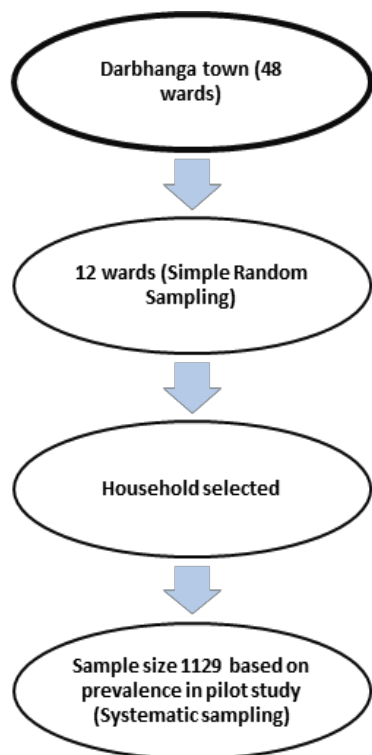 Darbhanga town (48
wards)
12 wards (Simple Random
Sampling)
Household selected
Sample size 1129 based on
prevalence in pilot study
(Systematic sampling)